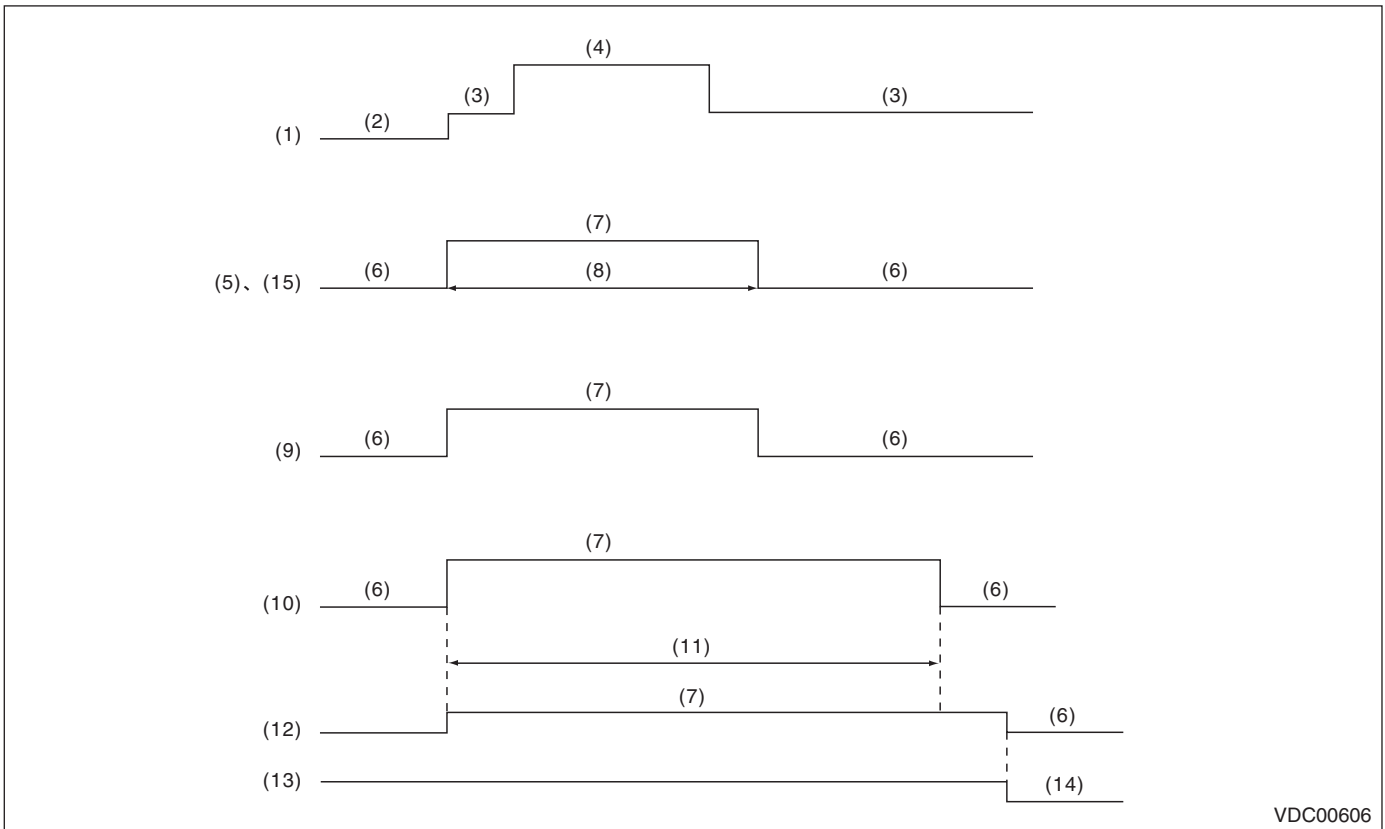 (4)
(3) (3)
(1) (2)
(7)
(5)、(15) (6) (8) (6)
(7)
(9) (6) (6)
(7)
(10) (6) (6)
(11)
(7)
(12) (6)
(13) (14)
VDC00606